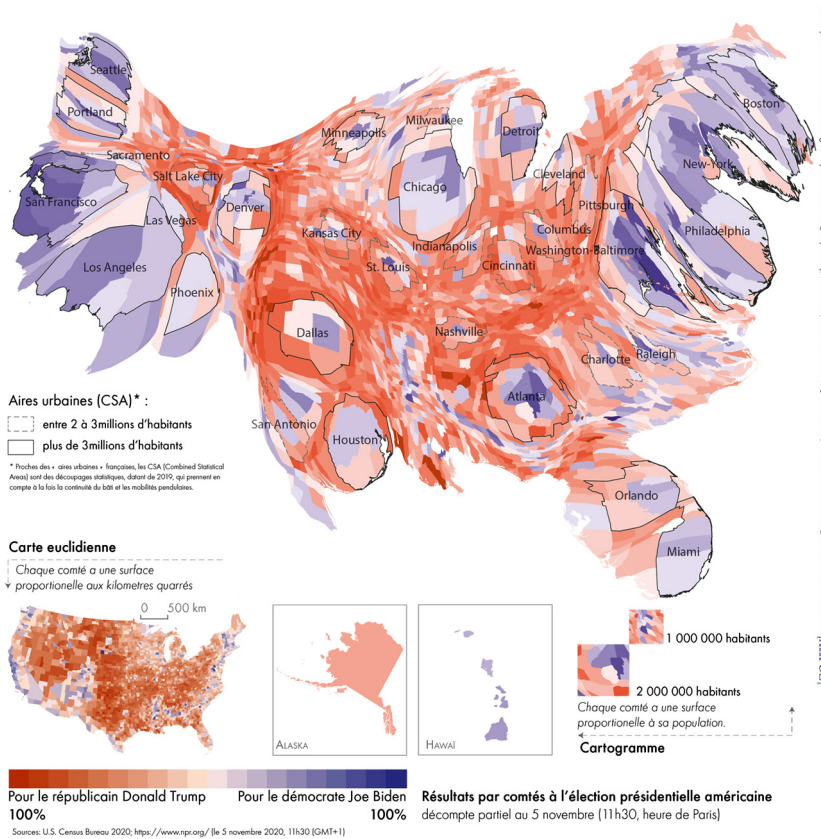 Seattle
Portland
Boston
Minneapolis
Milwaukee
Detroit
Sacramento
New-York
Salt Lake City
Cleveland
Chicago
San Francisco
Denver
Pittsburgh
Las Vegas
Kansas City
Columbus
Philadelphia
Indianapolis
Washington-Baltimore
Los Angeles
St. Louis
Cincinnati
Phoenix
Dallas
Nashville
Charlotte
Raleigh
Atlanta
San Antonio
Houston
Orlando
Miami
Aires urbaines (CSA)* :
entre 2 à 3millions d'habitants
plus de 3millions d'habitants
* Proches des « aires urbaines » françaises, les CSA (Combined Statistical
Areas) sont des découpages statistiques, datant de 2019, qui prennent en
compte à la fois la continuité du bâti et les mobilités pendulaires.
Carte euclidienne
Chaque comté a une surface
proportionelle aux kilometres quarrés
0 500 km
ALASKA
HAWAÏ
1 000 000 habitants
2 000 000 habitants
Chaque comté a une surface
proportionelle à sa population.
Cartogramme
Pour le républicain Donald Trump
100%
Pour le démocrate Joe Biden
100%
Résultats par comtés à l'élection présidentielle américaine
décompte partiel au 5 novembre (11h30, heure de Paris)
Sources: U.S. Census Bureau 2020; https://www.npr.org/ (le 5 novembre 2020, 11h30 (GMT+1)